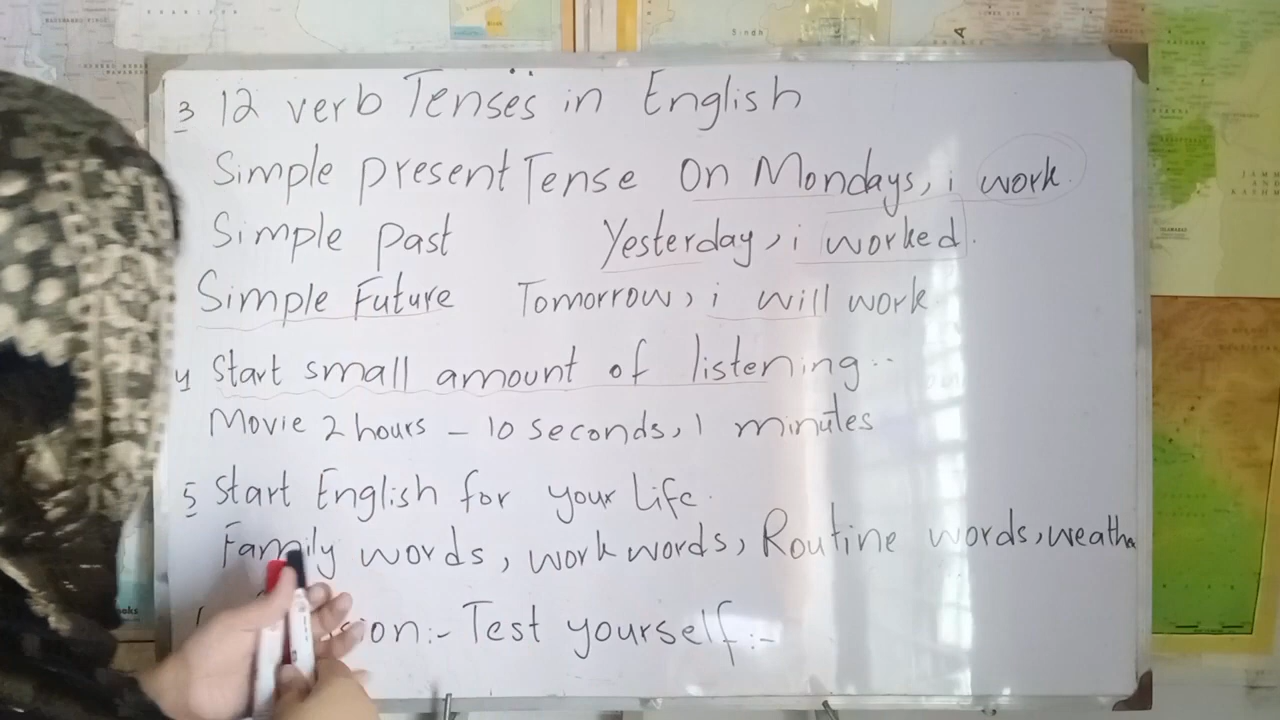 3 12 verb Tenses in English
Simple present Tense On Mondays, i work.
Simple past Yesterday, i worked.
Simple Future Tomorrow, i will work.
4 Start small amount of listening..
Movie 2 hours - 10 seconds, 1 minutes
5 Start English for your life.
Family words, work words, Routine words, weathe
:- Test yourself:-
Sindh